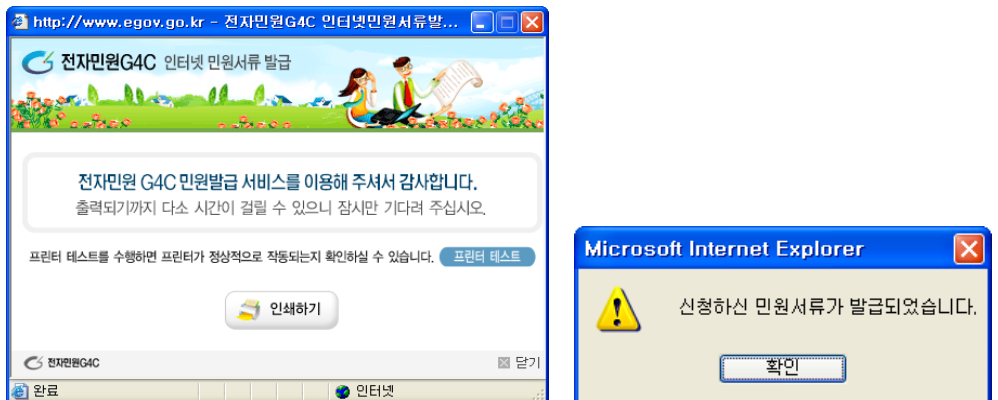 http://www.egov.go.kr - 전자민원G4C 인터넷민원서류발...
전자민원G4C 인터넷 민원서류 발급
전자민원 G4C 민원발급 서비스를 이용해 주셔서 감사합니다.
출력되기까지 다소 시간이 걸릴 수 있으니 잠시만 기다려 주십시오.
프린터 테스트를 수행하면 프린터가 정상적으로 작동되는지 확인하실 수 있습니다. 프린터 테스트
인쇄하기
전자민원G4C 닫기
완료 인터넷
Microsoft Internet Explorer
신청하신 민원서류가 발급되었습니다.
확인